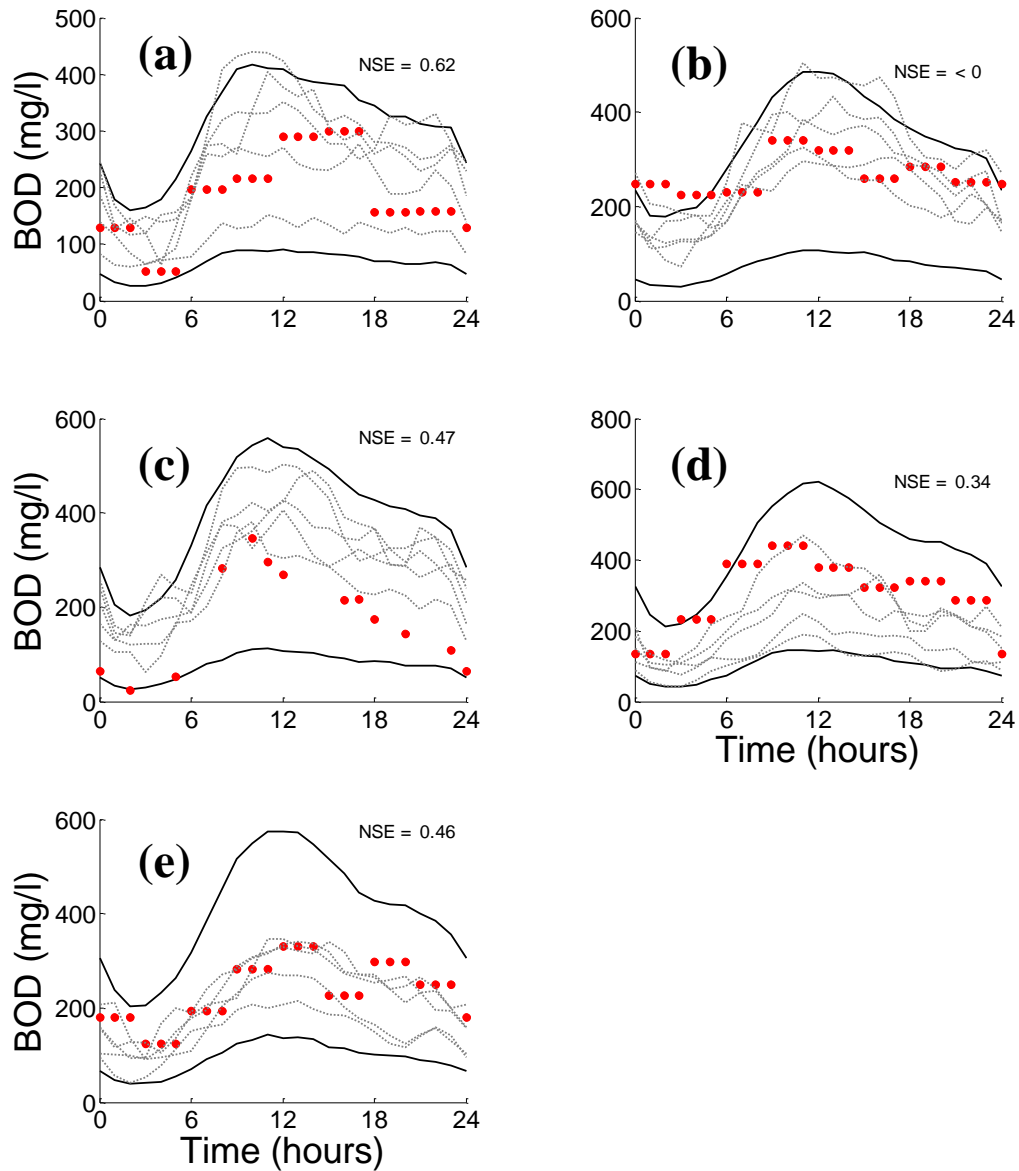 500
400
300
200
100
0
BOD (mg/l)
(a)
NSE = 0.62
0 6 12 18 24
600
400
200
0
(b)
NSE = < 0
0 6 12 18 24
600
400
200
0
BOD (mg/l)
(c)
NSE = 0.47
0 6 12 18 24
800
600
400
200
0
(d)
NSE = 0.34
0 6 12 18 24
Time (hours)
600
400
200
0
BOD (mg/l)
(e)
NSE = 0.46
0 6 12 18 24
Time (hours)